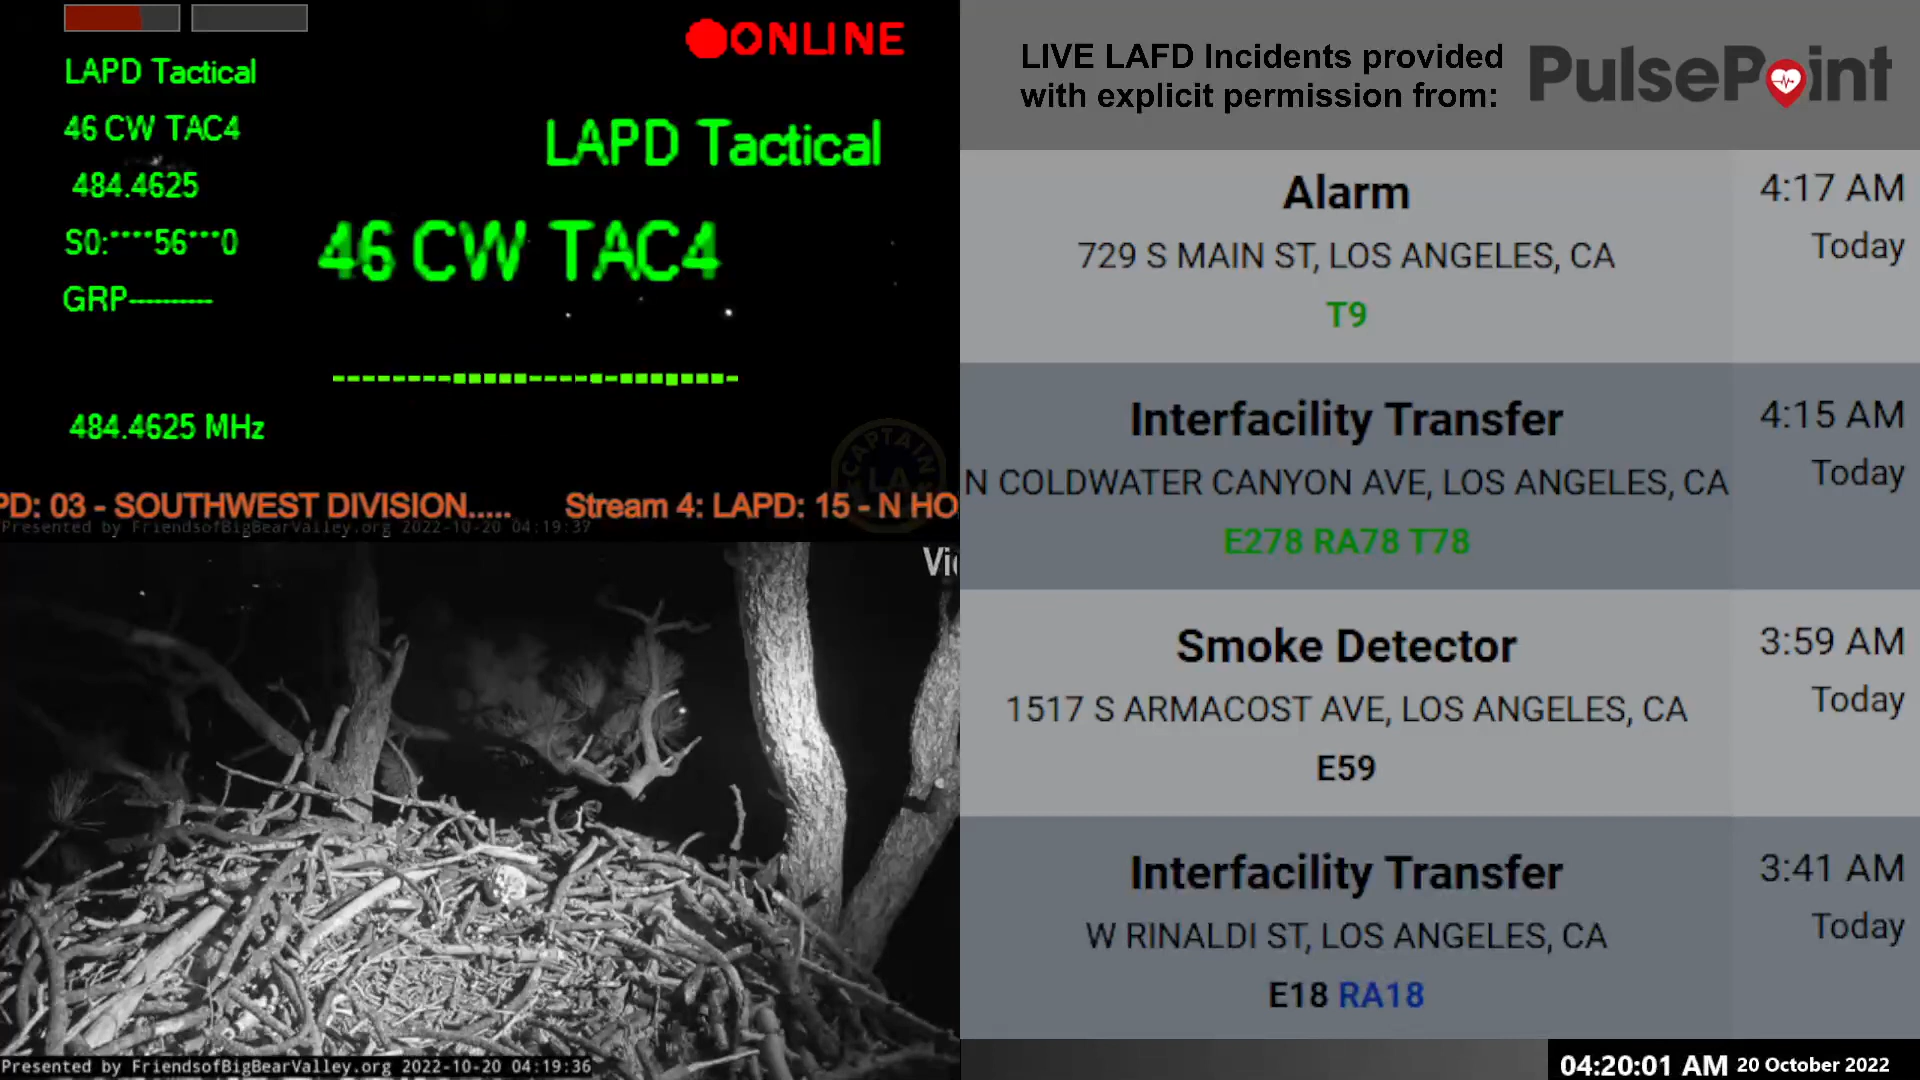 ONLINE
LAPD Tactical
46 CW TAC4
484.4625
S0:****56***0
GRP----------
LAPD Tactical
46 CW TAC4
484.4625 MHz
CAPTAIN
LA
PD: 03 - SOUTHWEST DIVISION..... Stream 4: LAPD: 15 - N HO
Presented by FriendsofBigBearValley.org 2022-10-20 04:19:37
Vi
Presented by FriendsofBigBearValley.org 2022-10-20 04:19:36
LIVE LAFD Incidents provided
with explicit permission from:
PulsePoint
Alarm
4:17 AM
729 S MAIN ST, LOS ANGELES, CA
Today
T9
Interfacility Transfer
4:15 AM
N COLDWATER CANYON AVE, LOS ANGELES, CA
Today
E278 RA78 T78
Smoke Detector
3:59 AM
1517 S ARMACOST AVE, LOS ANGELES, CA
Today
E59
Interfacility Transfer
3:41 AM
W RINALDI ST, LOS ANGELES, CA
Today
E18 RA18
04:20:01 AM 20 October 2022